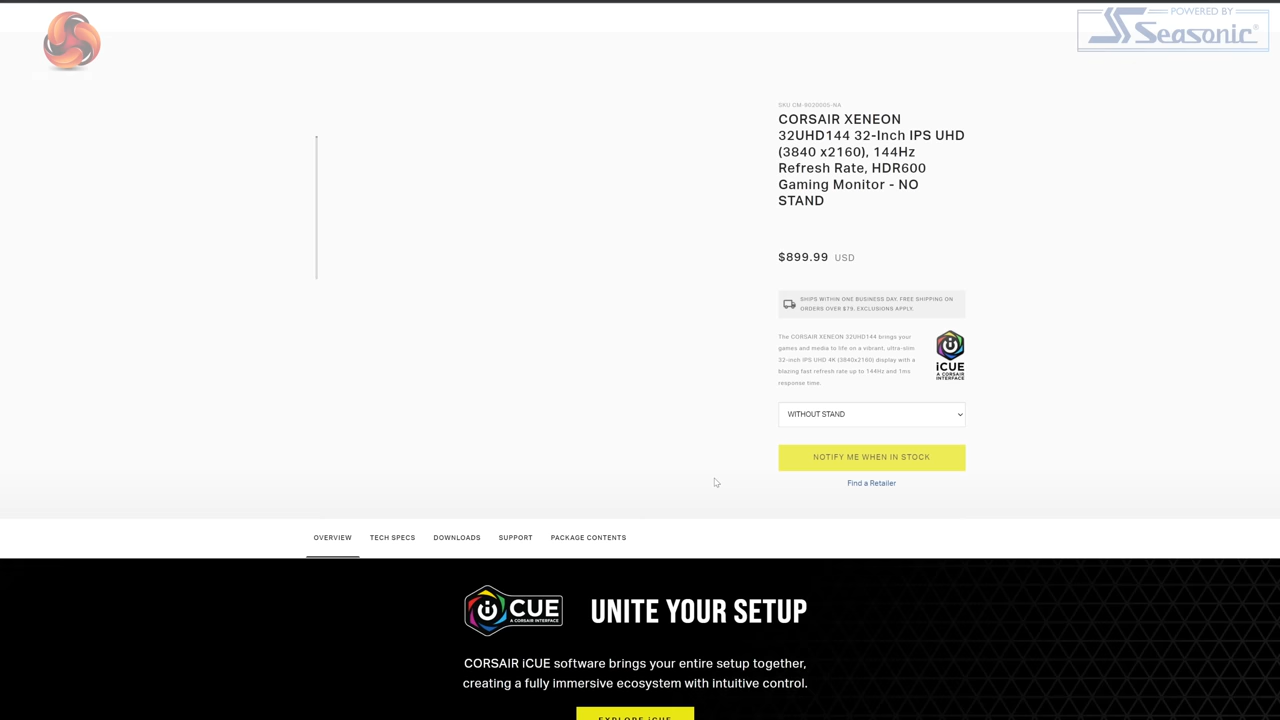 POWERED BY
Seasonic®
SKU CM-9020005-NA
CORSAIR XENEON
32UHD144 32-Inch IPS UHD
(3840 x2160), 144Hz
Refresh Rate, HDR600
Gaming Monitor - NO
STAND
$899.99 USD
SHIPS WITHIN ONE BUSINESS DAY. FREE SHIPPING ON
ORDERS OVER $79. EXCLUSIONS APPLY.
The CORSAIR XENEON 32UHD144 brings your
games and media to life on a vibrant, ultra-slim
32-inch IPS UHD 4K (3840x2160) display with a
blazing fast refresh rate up to 144Hz and 1ms
response time.
iCUE
A CORSAIR
INTERFACE
WITHOUT STAND
NOTIFY ME WHEN IN STOCK
Find a Retailer
OVERVIEW TECH SPECS DOWNLOADS SUPPORT PACKAGE CONTENTS
iCUE
A CORSAIR INTERFACE
UNITE YOUR SETUP
CORSAIR iCUE software brings your entire setup together,
creating a fully immersive ecosystem with intuitive control.
EXPLORE iCUE